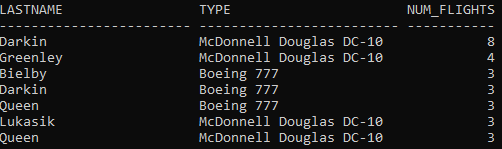 LASTNAME TYPE NUM_FLIGHTS
------------------------- ------------------------- -----------
Darkin McDonnell Douglas DC-10 8
Greenley McDonnell Douglas DC-10 4
Bielby Boeing 777 3
Darkin Boeing 777 3
Queen Boeing 777 3
Lukasik McDonnell Douglas DC-10 3
Queen McDonnell Douglas DC-10 3